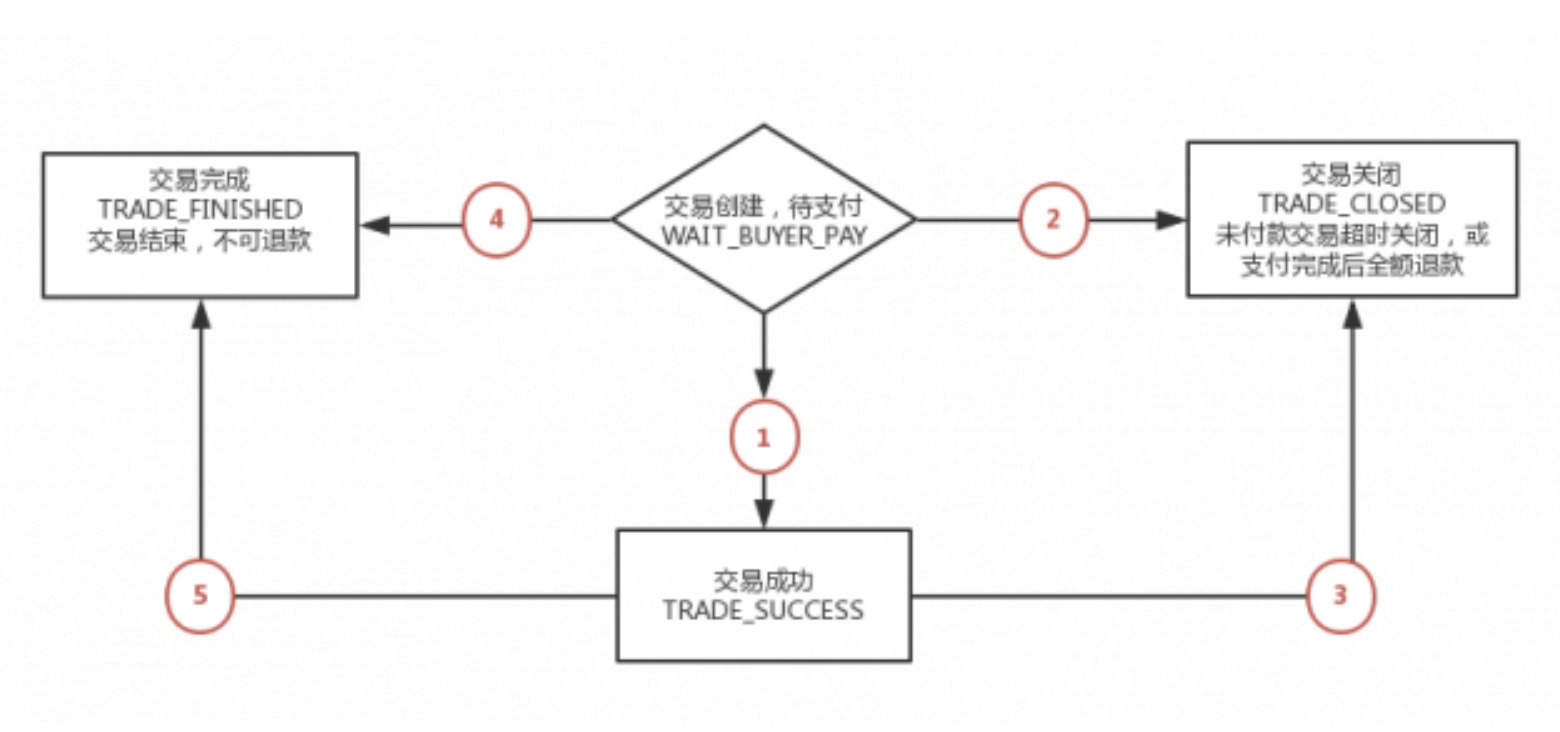 交易完成
TRADE_FINISHED
交易结束，不可退款
4
交易创建，待支付
WAIT_BUYER_PAY
2
交易关闭
TRADE_CLOSED
未付款交易超时关闭，或
支付完成后全额退款
1
5
交易成功
TRADE_SUCCESS
3